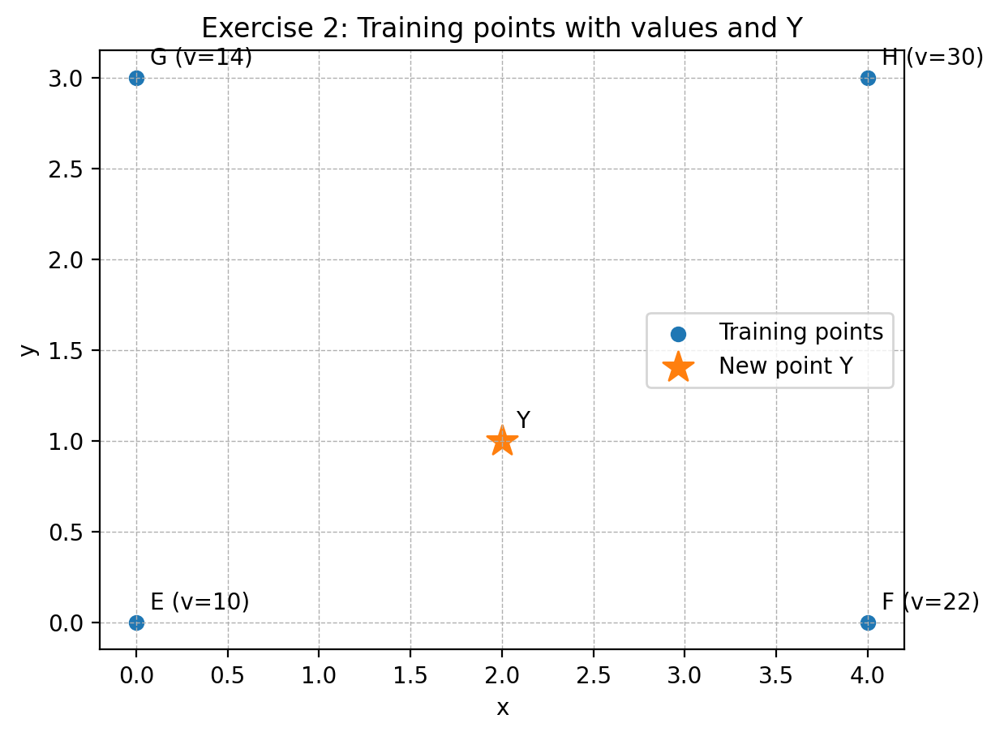 Exercise 2: Training points with values and Y
G (v=14)
H (v=30)
3.0
2.5
2.0
1.5
1.0
0.5
0.0
y
Training points
New point Y
Y
E (v=10)
F (v=22)
0.0 0.5 1.0 1.5 2.0 2.5 3.0 3.5 4.0
x